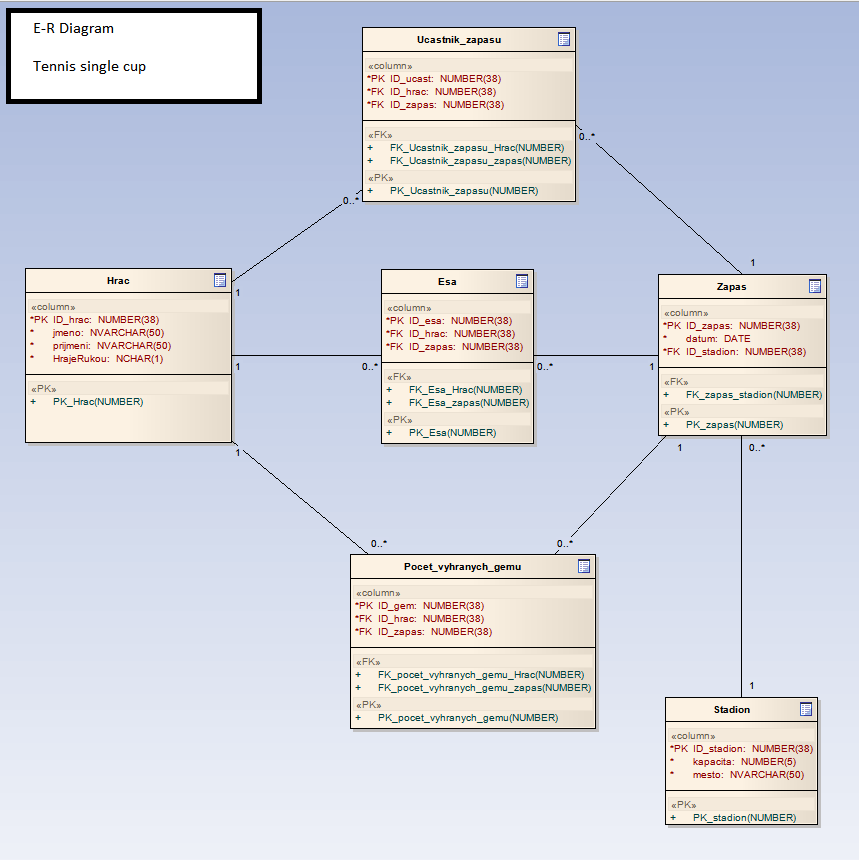 E-R Diagram
Tennis single cup
Ucastnik_zapasu
«column»
*PK ID_ucast: NUMBER(38)
*FK ID_hrac: NUMBER(38)
*FK ID_zapas: NUMBER(38)
«FK»
+ FK_Ucastnik_zapasu_Hrac(NUMBER)
+ FK_Ucastnik_zapasu_zapas(NUMBER)
«PK»
+ PK_Ucastnik_zapasu(NUMBER)
0..*
0..*
1
1
Hrac
«column»
*PK ID_hrac: NUMBER(38)
* jmeno: NVARCHAR(50)
* prijmeni: NVARCHAR(50)
* HrajeRukou: NCHAR(1)
«PK»
+ PK_Hrac(NUMBER)
1
0..*
Esa
«column»
*PK ID_esa: NUMBER(38)
*FK ID_hrac: NUMBER(38)
*FK ID_zapas: NUMBER(38)
«FK»
+ FK_Esa_Hrac(NUMBER)
+ FK_Esa_zapas(NUMBER)
«PK»
+ PK_Esa(NUMBER)
0..*
1
Zapas
«column»
*PK ID_zapas: NUMBER(38)
* datum: DATE
*FK ID_stadion: NUMBER(38)
«FK»
+ FK_zapas_stadion(NUMBER)
«PK»
+ PK_zapas(NUMBER)
1
1
0..*
0..*
0..*
Pocet_vyhranych_gemu
«column»
*PK ID_gem: NUMBER(38)
*FK ID_hrac: NUMBER(38)
*FK ID_zapas: NUMBER(38)
«FK»
+ FK_pocet_vyhranych_gemu_Hrac(NUMBER)
+ FK_pocet_vyhranych_gemu_zapas(NUMBER)
«PK»
+ PK_pocet_vyhranych_gemu(NUMBER)
1
Stadion
«column»
*PK ID_stadion: NUMBER(38)
* kapacita: NUMBER(5)
* mesto: NVARCHAR(50)
«PK»
+ PK_stadion(NUMBER)